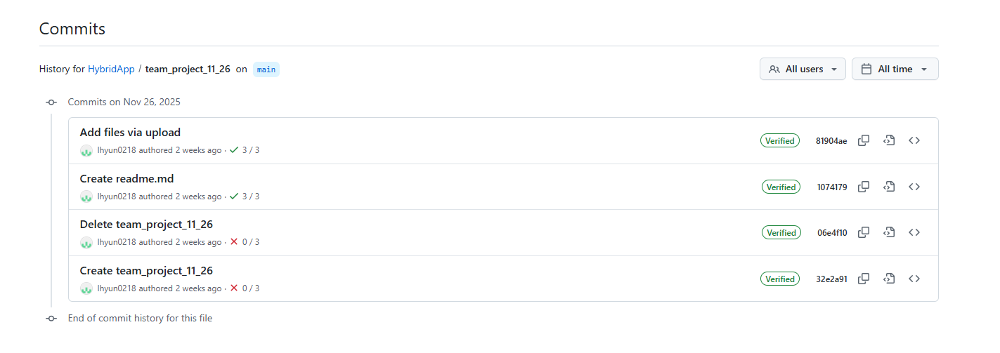 Commits
History for HybridApp / team_project_11_26 on main
All users
All time
Commits on Nov 26, 2025
Add files via upload
lhyun0218 authored 2 weeks ago · 3 / 3
Verified
81904ae
Create readme.md
lhyun0218 authored 2 weeks ago · 3 / 3
Verified
1074179
Delete team_project_11_26
lhyun0218 authored 2 weeks ago · 0 / 3
Verified
06e4f10
Create team_project_11_26
lhyun0218 authored 2 weeks ago · 0 / 3
Verified
32e2a91
End of commit history for this file